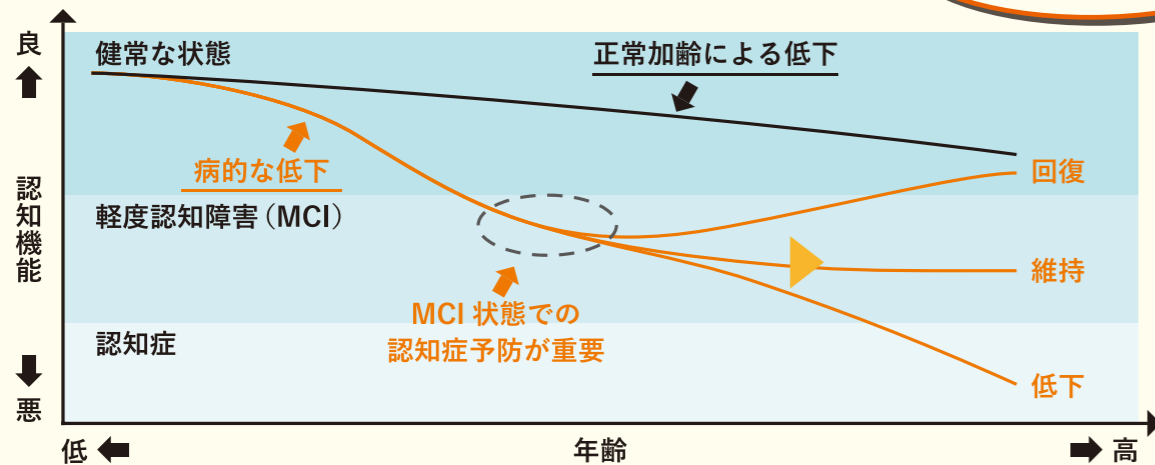 良
健常な状態
正常加齢による低下
病的な低下
回復
認知機能
軽度認知障害（MCI）
維持
MCI 状態での
認知症予防が重要
認知症
低下
悪
低
年齢
高